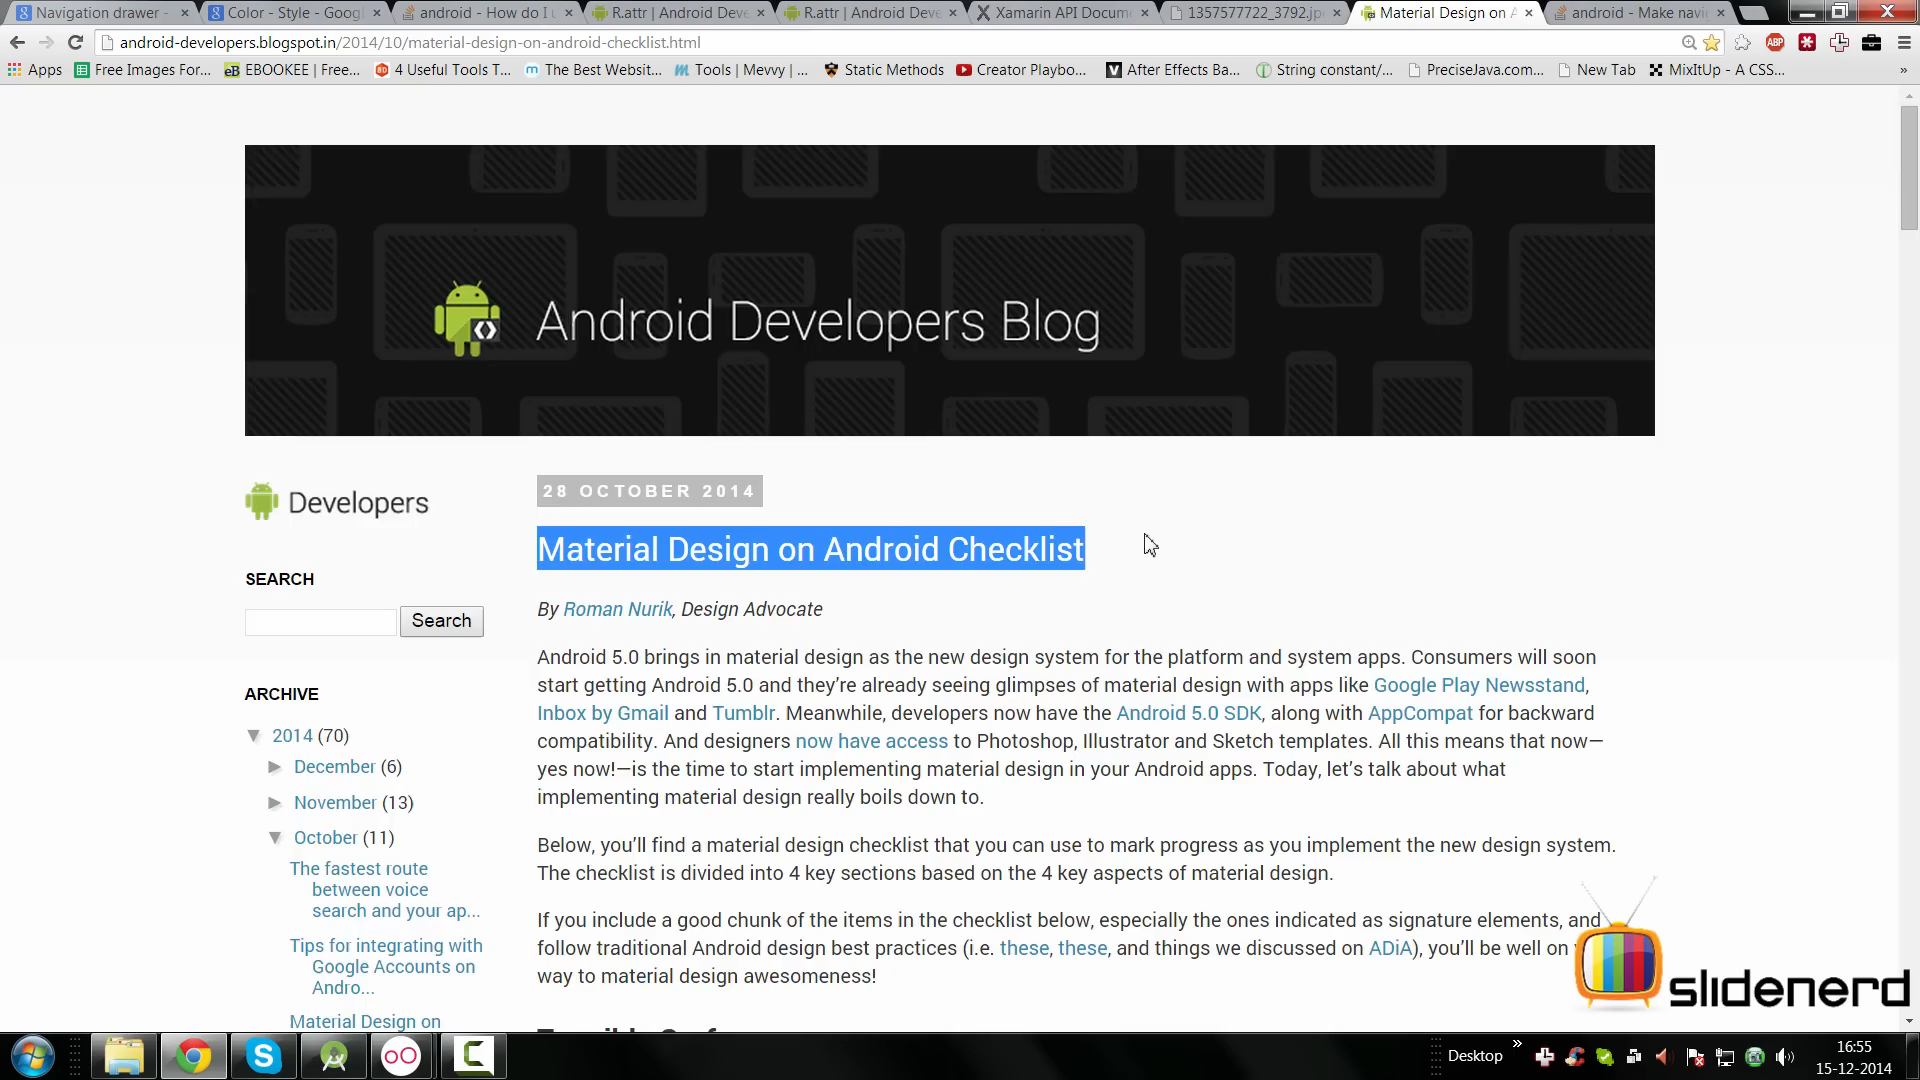 Navigation drawer -
Color - Style - Goog
android - How do I u
R.attr | Android Deve
R.attr | Android Deve
Xamarin API Docume
1357577722_3792.jp
Material Design on A
android - Make navi
android-developers.blogspot.in/2014/10/material-design-on-android-checklist.html
ABP
Apps
Free Images For...
EBOOKEE | Free...
4 Useful Tools T...
The Best Websit...
Tools | Mevvy | ...
Static Methods
Creator Playbo...
After Effects Ba...
String constant/...
PreciseJava.com...
New Tab
MixItUp - A CSS...
»
Android Developers Blog
Developers
SEARCH
Search
ARCHIVE
▼ 2014 (70)
► December (6)
► November (13)
▼ October (11)
The fastest route
between voice
search and your ap...
Tips for integrating with
Google Accounts on
Andro...
Material Design on
28 OCTOBER 2014
Material Design on Android Checklist
By Roman Nurik, Design Advocate
Android 5.0 brings in material design as the new design system for the platform and system apps. Consumers will soon
start getting Android 5.0 and they’re already seeing glimpses of material design with apps like Google Play Newsstand,
Inbox by Gmail and Tumblr. Meanwhile, developers now have the Android 5.0 SDK, along with AppCompat for backward
compatibility. And designers now have access to Photoshop, Illustrator and Sketch templates. All this means that now—
yes now!—is the time to start implementing material design in your Android apps. Today, let’s talk about what
implementing material design really boils down to.
Below, you’ll find a material design checklist that you can use to mark progress as you implement the new design system.
The checklist is divided into 4 key sections based on the 4 key aspects of material design.
If you include a good chunk of the items in the checklist below, especially the ones indicated as signature elements, and
follow traditional Android design best practices (i.e. these, these, and things we discussed on ADiA), you’ll be well on
way to material design awesomeness!
slidenerd
Desktop
»
16:55
15-12-2014